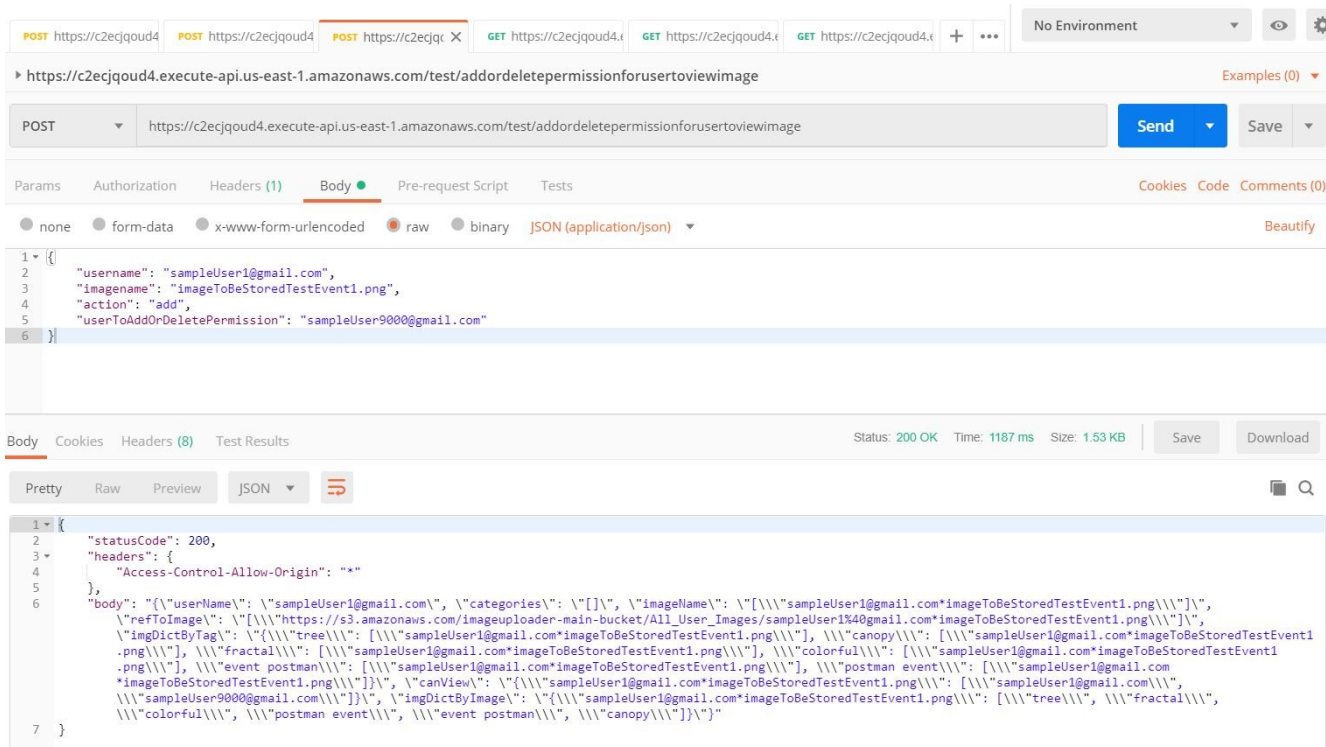 POST https://c2ecjqoud4 POST https://c2ecjqoud4 POST https://c2ecjqc X GET https://c2ecjqoud4.e GET https://c2ecjqoud4.e GET https://c2ecjqoud4.e + ••• No Environment
https://c2ecjqoud4.execute-api.us-east-1.amazonaws.com/test/addordeletepermissionforusertoviewimage Examples (0)
POST https://c2ecjqoud4.execute-api.us-east-1.amazonaws.com/test/addordeletepermissionforusertoviewimage Send Save
Params Authorization Headers (1) Body Pre-request Script Tests Cookies Code Comments (0)
none form-data x-www-form-urlencoded raw binary JSON (application/json) Beautify
1 {
2 "username": "sampleUser1@gmail.com",
3 "imagename": "imageToBeStoredTestEvent1.png",
4 "action": "add",
5 "userToAddOrDeletePermission": "sampleUser9000@gmail.com"
6 }
Body Cookies Headers (8) Test Results Status: 200 OK Time: 1187 ms Size: 1.53 KB Save Download
Pretty Raw Preview JSON
1 {
2 "statusCode": 200,
3 "headers": {
4 "Access-Control-Allow-Origin": "*"
5 },
6 "body": "{\"userName\": \"sampleUser1@gmail.com\", \"categories\": \"[]\", \"imageName\": \"[\\\"sampleUser1@gmail.com*imageToBeStoredTestEvent1.png\\\"]\",
\"refToImage\": \"[\\\"https://s3.amazonaws.com/imageuploader-main-bucket/All_User_Images/sampleUser1%40gmail.com*imageToBeStoredTestEvent1.png\\\"]\",
\"imgDictByTag\": \"{\\\"tree\\\": [\\\"sampleUser1@gmail.com*imageToBeStoredTestEvent1.png\\\"], \\\"canopy\\\": [\\\"sampleUser1@gmail.com*imageToBeStoredTestEvent1
.png\\\"], \\\"fractal\\\": [\\\"sampleUser1@gmail.com*imageToBeStoredTestEvent1.png\\\"], \\\"colorful\\\": [\\\"sampleUser1@gmail.com*imageToBeStoredTestEvent1
.png\\\"], \\\"event postman\\\": [\\\"sampleUser1@gmail.com*imageToBeStoredTestEvent1.png\\\"], \\\"postman event\\\": [\\\"sampleUser1@gmail.com
*imageToBeStoredTestEvent1.png\\\"]}\", \"canView\": \"{\\\"sampleUser1@gmail.com*imageToBeStoredTestEvent1.png\\\": [\\\"sampleUser1@gmail.com\\\",
\\\"sampleUser9000@gmail.com\\\"]}\", \"imgDictByImage\": \"{\\\"sampleUser1@gmail.com*imageToBeStoredTestEvent1.png\\\": [\\\"tree\\\", \\\"fractal\\\",
\\\"colorful\\\", \\\"postman event\\\", \\\"event postman\\\", \\\"canopy\\\"]}\"}"
7 }